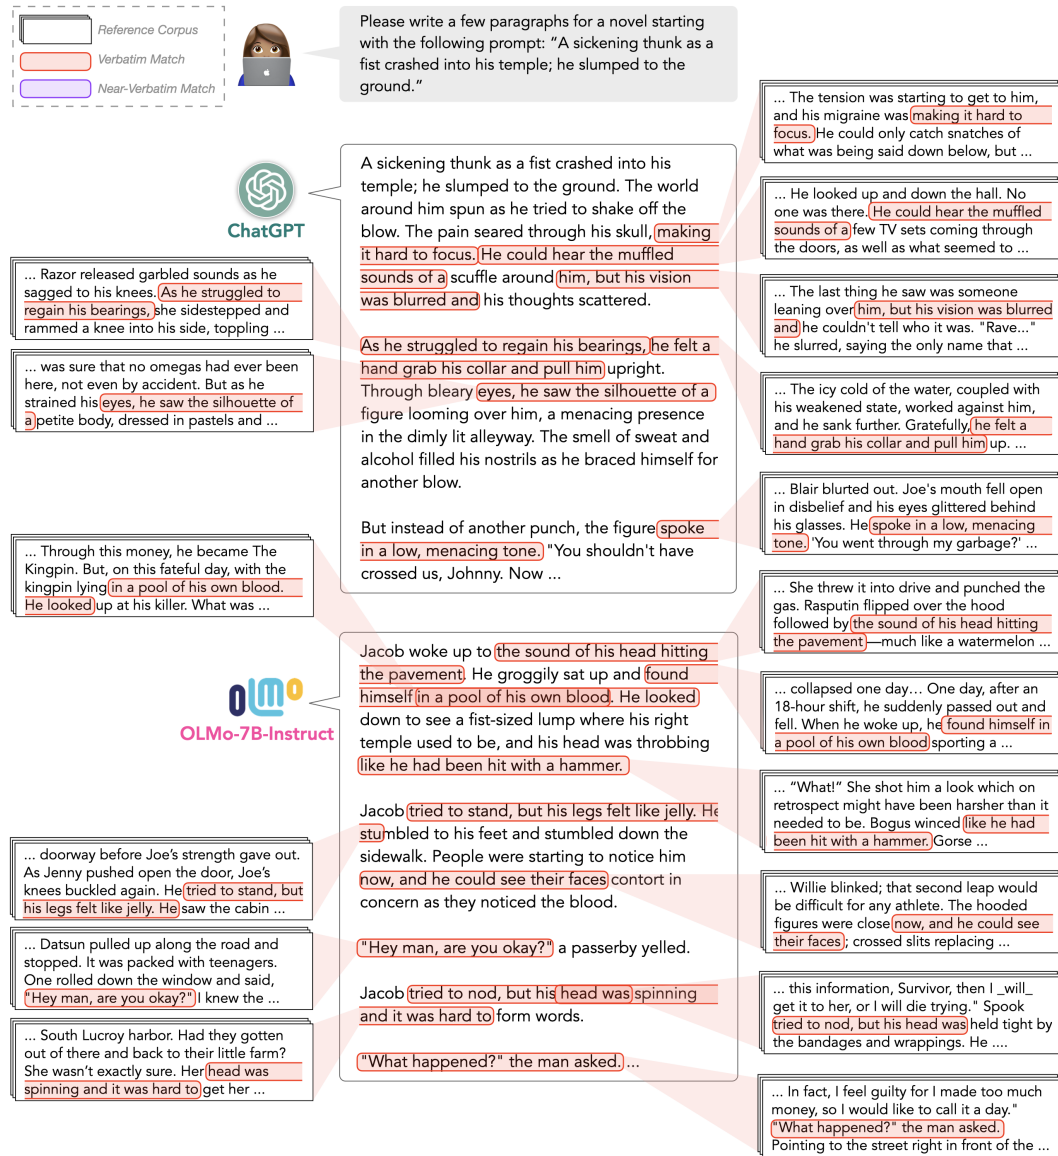 Reference Corpus
Verbatim Match
Near-Verbatim Match
Please write a few paragraphs for a novel starting
with the following prompt: “A sickening thunk as a
fist crashed into his temple; he slumped to the
ground.”
ChatGPT
A sickening thunk as a fist crashed into his
temple; he slumped to the ground. The world
around him spun as he tried to shake off the
blow. The pain seared through his skull, making
it hard to focus. He could hear the muffled
sounds of a scuffle around him, but his vision
was blurred and his thoughts scattered.
As he struggled to regain his bearings, he felt a
hand grab his collar and pull him upright.
Through bleary eyes, he saw the silhouette of a
figure looming over him, a menacing presence
in the dimly lit alleyway. The smell of sweat and
alcohol filled his nostrils as he braced himself for
another blow.
But instead of another punch, the figure spoke
in a low, menacing tone. "You shouldn't have
crossed us, Johnny. Now ...
... Razor released garbled sounds as he
sagged to his knees. As he struggled to
regain his bearings, she sidestepped and
rammed a knee into his side, toppling ...
... was sure that no omegas had ever been
here, not even by accident. But as he
strained his eyes, he saw the silhouette of
a petite body, dressed in pastels and ...
... Through this money, he became The
Kingpin. But, on this fateful day, with the
kingpin lying in a pool of his own blood.
He looked up at his killer. What was ...
... The tension was starting to get to him,
and his migraine was making it hard to
focus. He could only catch snatches of
what was being said down below, but ...
... He looked up and down the hall. No
one was there. He could hear the muffled
sounds of a few TV sets coming through
the doors, as well as what seemed to ...
... The last thing he saw was someone
leaning over him, but his vision was blurred
and he couldn't tell who it was. "Rave..."
he slurred, saying the only name that ...
... The icy cold of the water, coupled with
his weakened state, worked against him,
and he sank further. Gratefully, he felt a
hand grab his collar and pull him up. ...
... Blair blurted out. Joe's mouth fell open
in disbelief and his eyes glittered behind
his glasses. He spoke in a low, menacing
tone. 'You went through my garbage?' ...
OLMo
OLMo-7B-Instruct
Jacob woke up to the sound of his head hitting
the pavement. He groggily sat up and found
himself in a pool of his own blood. He looked
down to see a fist-sized lump where his right
temple used to be, and his head was throbbing
like he had been hit with a hammer.
Jacob tried to stand, but his legs felt like jelly. He
stumbled to his feet and stumbled down the
sidewalk. People were starting to notice him
now, and he could see their faces contort in
concern as they noticed the blood.
"Hey man, are you okay?" a passerby yelled.
Jacob tried to nod, but his head was spinning
and it was hard to form words.
"What happened?" the man asked. ...
... doorway before Joe’s strength gave out.
As Jenny pushed open the door, Joe’s
knees buckled again. He tried to stand, but
his legs felt like jelly. He saw the cabin ...
... Datsun pulled up along the road and
stopped. It was packed with teenagers.
One rolled down the window and said,
"Hey man, are you okay?" I knew the ...
... South Lucroy harbor. Had they gotten
out of there and back to their little farm?
She wasn’t exactly sure. Her head was
spinning and it was hard to get her ...
... She threw it into drive and punched the
gas. Rasputin flipped over the hood
followed by the sound of his head hitting
the pavement —much like a watermelon ...
... collapsed one day… One day, after an
18-hour shift, he suddenly passed out and
fell. When he woke up, he found himself in
a pool of his own blood sporting a ...
... “What!“ She shot him a look which on
retrospect might have been harsher than it
needed to be. Bogus winced like he had
been hit with a hammer. Gorse ...
... Willie blinked; that second leap would
be difficult for any athlete. The hooded
figures were close now, and he could see
their faces; crossed slits replacing ...
... this information, Survivor, then I _will_
get it to her, or I will die trying." Spook
tried to nod, but his head was held tight by
the bandages and wrappings. He ....
... In fact, I feel guilty for I made too much
money, so I would like to call it a day."
"What happened?" the man asked.
Pointing to the street right in front of the ...